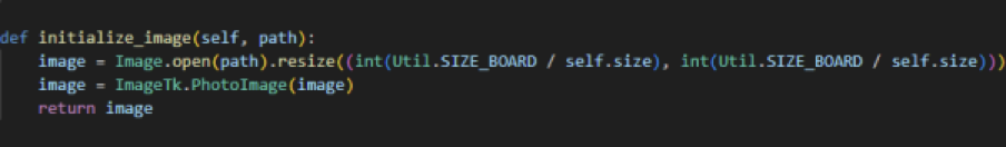 def initialize_image(self, path):
    image = Image.open(path).resize((int(Util.SIZE_BOARD / self.size), int(Util.SIZE_BOARD / self.size)))
    image = ImageTk.PhotoImage(image)
    return image